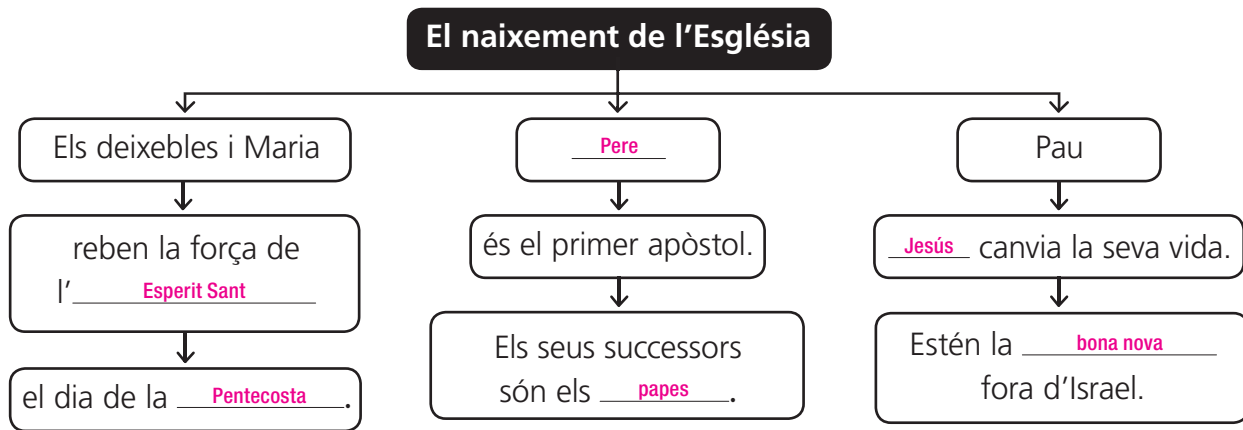 El naixement de l'Església
Els deixebles i Maria
reben la força de
l' Esperit Sant
el dia de la Pentecosta.
Pere
és el primer apòstol.
Els seus successors
són els papes.
Pau
Jesús canvia la seva vida.
Estén la bona nova
fora d'Israel.